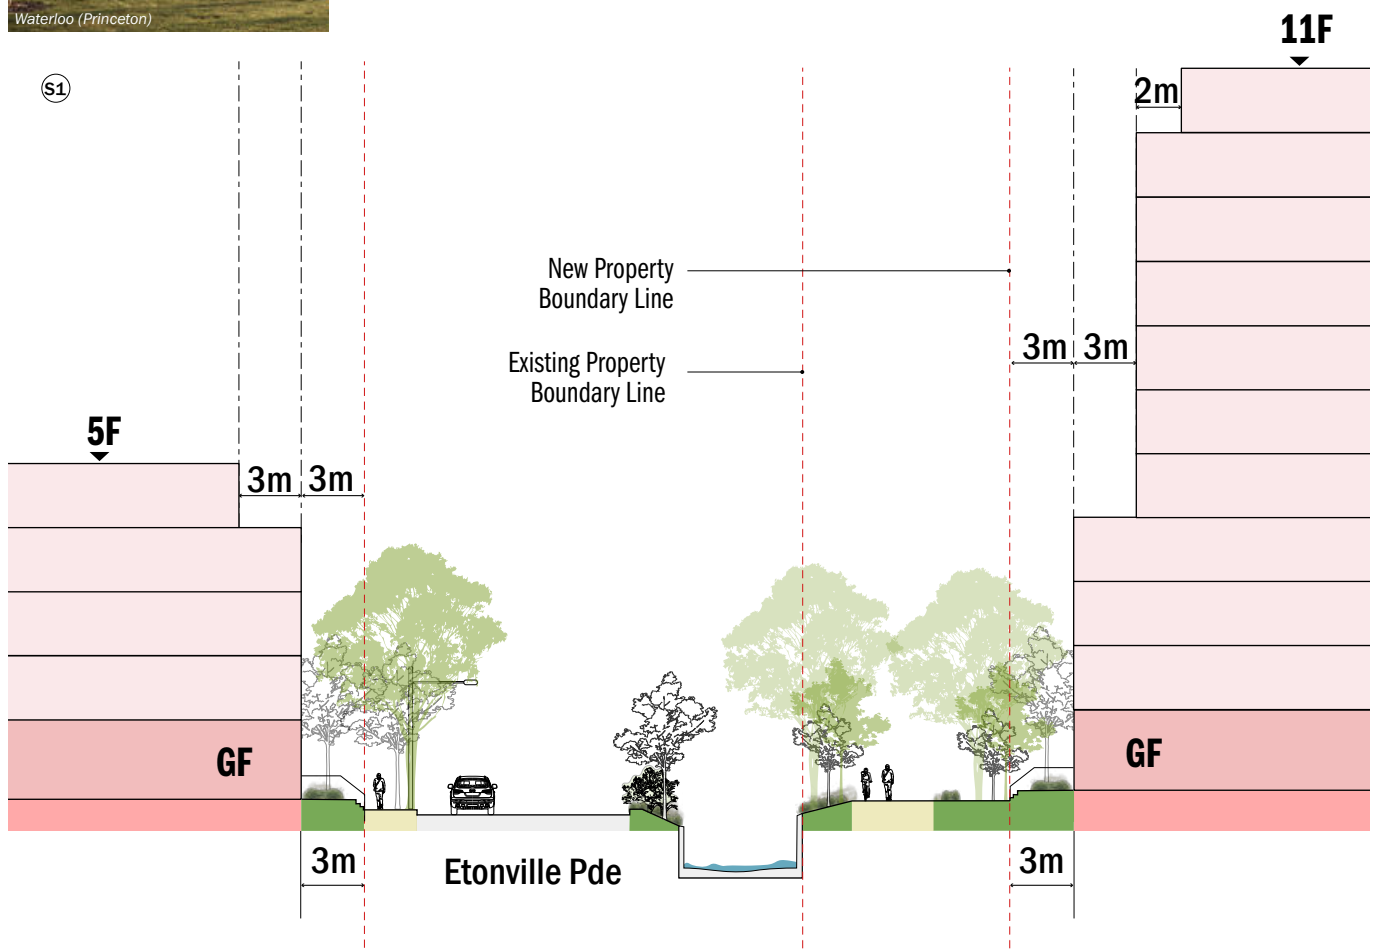 Waterloo (Princeton)
11F
S1
2m
New Property
Boundary Line
3m 3m
Existing Property
Boundary Line
5F
3m 3m
GF
GF
3m
Etonville Pde
3m